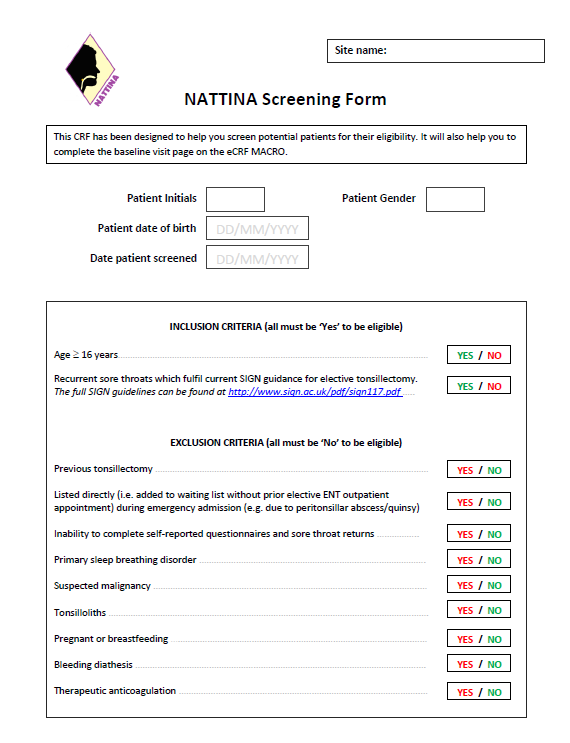 Site name:
NATTINA
NATTINA Screening Form
This CRF has been designed to help you screen potential patients for their eligibility. It will also help you to
complete the baseline visit page on the eCRF MACRO.
Patient Initials
Patient Gender
Patient date of birth DD/MM/YYYY
Date patient screened DD/MM/YYYY
INCLUSION CRITERIA (all must be ‘Yes’ to be eligible)
Age ≥ 16 years YES / NO
Recurrent sore throats which fulfil current SIGN guidance for elective tonsillectomy.
The full SIGN guidelines can be found at http://www.sign.ac.uk/pdf/sign117.pdf YES / NO
EXCLUSION CRITERIA (all must be ‘No’ to be eligible)
Previous tonsillectomy YES / NO
Listed directly (i.e. added to waiting list without prior elective ENT outpatient
appointment) during emergency admission (e.g. due to peritonsillar abscess/quinsy) YES / NO
Inability to complete self-reported questionnaires and sore throat returns YES / NO
Primary sleep breathing disorder YES / NO
Suspected malignancy YES / NO
Tonsilloliths YES / NO
Pregnant or breastfeeding YES / NO
Bleeding diathesis YES / NO
Therapeutic anticoagulation YES / NO